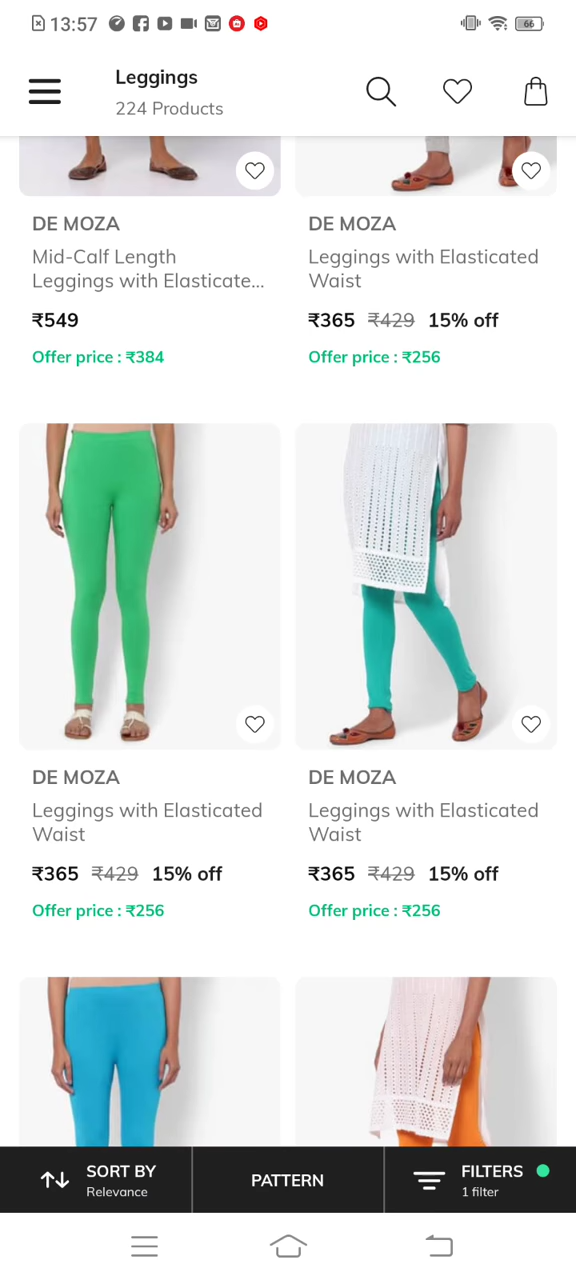 13:57
66
Leggings
224 Products
DE MOZA
Mid-Calf Length
Leggings with Elasticate...
₹549
Offer price : ₹384
DE MOZA
Leggings with Elasticated
Waist
₹365 ₹429 15% off
Offer price : ₹256
DE MOZA
Leggings with Elasticated
Waist
₹365 ₹429 15% off
Offer price : ₹256
DE MOZA
Leggings with Elasticated
Waist
₹365 ₹429 15% off
Offer price : ₹256
SORT BY
Relevance
PATTERN
FILTERS
1 filter